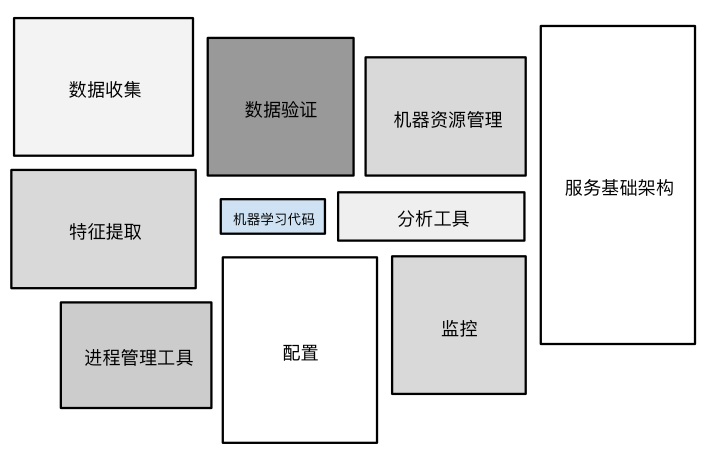 数据收集
数据验证
机器资源管理
服务基础架构
特征提取
机器学习代码
分析工具
进程管理工具
配置
监控